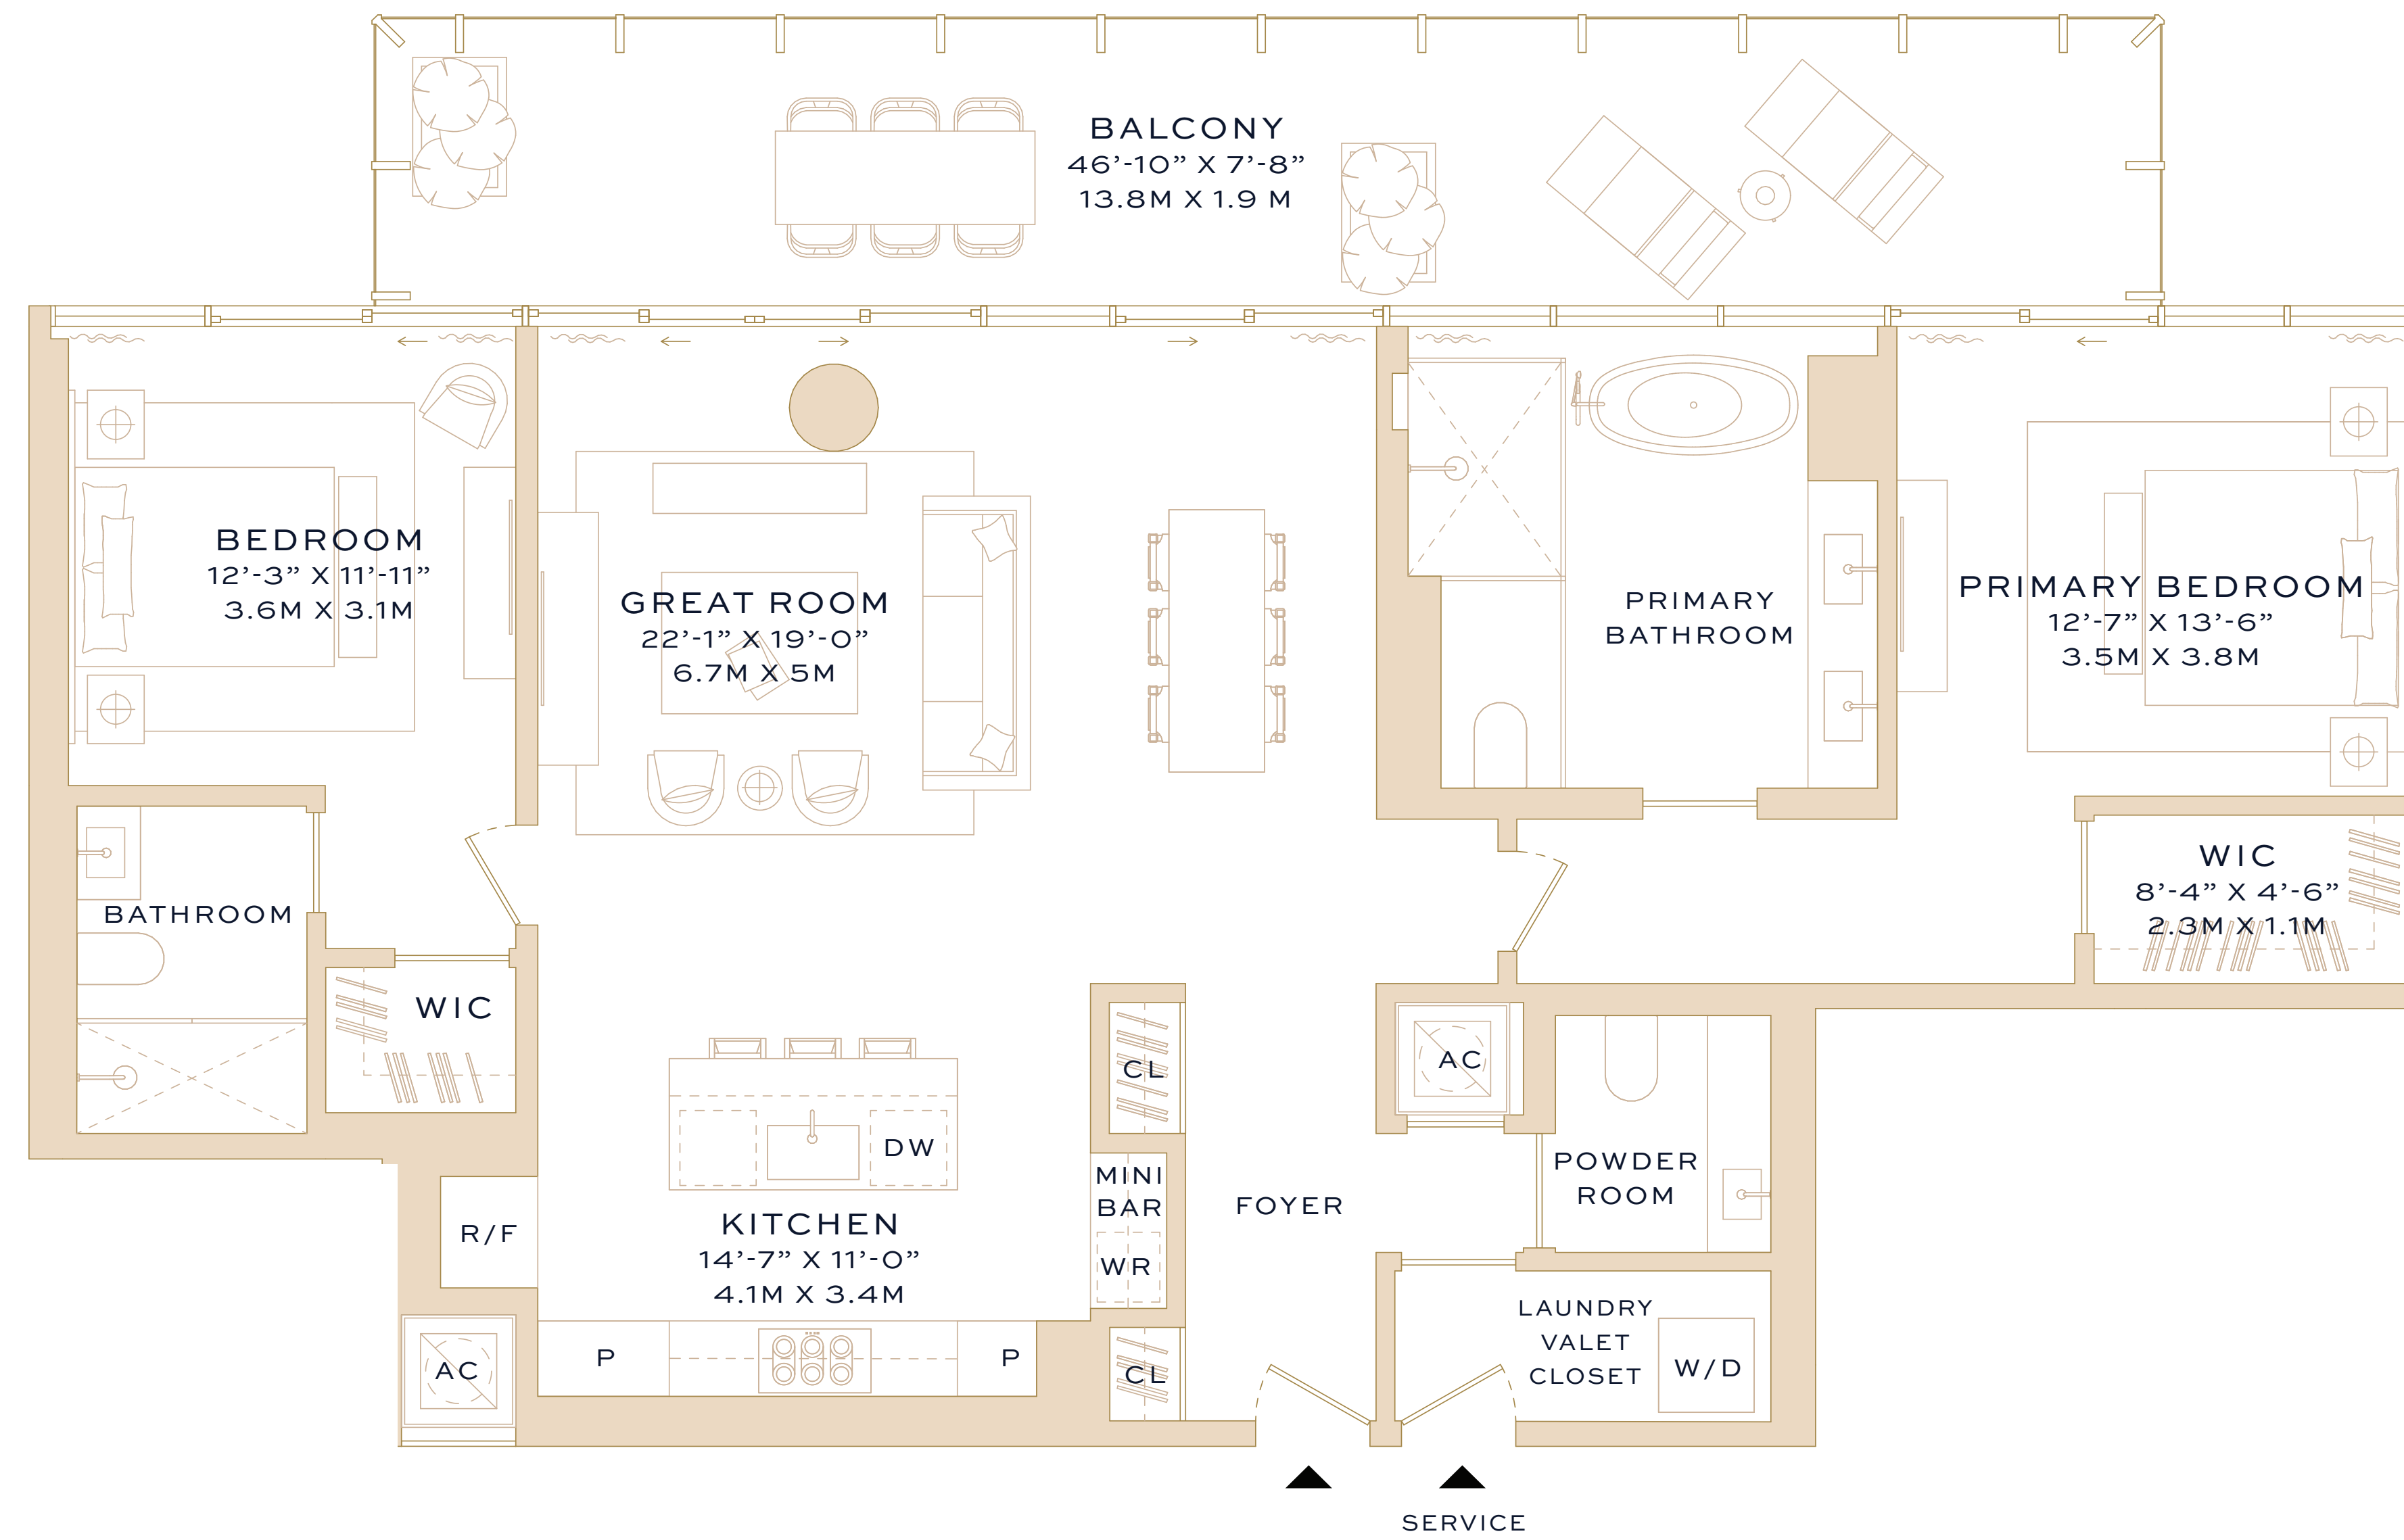 BALCONY
46’-10” X 7’-8”
13.8M X 1.9 M
BEDROOM
12’-3” X 11’-11”
3.6M X 3.1M
GREAT ROOM
22’-1” X 19’-0”
6.7M X 5M
PRIMARY
BATHROOM
PRIMARY BEDROOM
12’-7” X 13’-6”
3.5M X 3.8M
BATHROOM
WIC
WIC
8’-4” X 4’-6”
2.3M X 1.1M
CL
AC
DW
MINI
BAR
WR
R/F
KITCHEN
14’-7” X 11’-0”
4.1M X 3.4M
FOYER
POWDER
ROOM
AC
P
P
CL
LAUNDRY
VALET
CLOSET
W/D
SERVICE